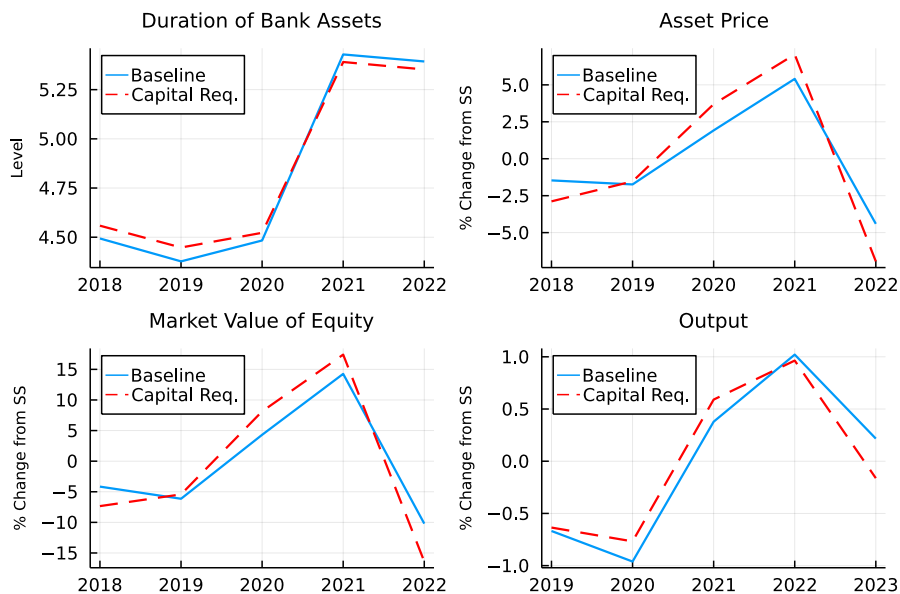 Duration of Bank Assets
Level
5.25
5.00
4.75
4.50
Baseline
Capital Req.
2018 2019 2020 2021 2022
Asset Price
% Change from SS
5.0
2.5
0.0
−2.5
−5.0
Baseline
Capital Req.
2018 2019 2020 2021 2022
Market Value of Equity
% Change from SS
15
10
5
0
−5
−10
−15
Baseline
Capital Req.
2018 2019 2020 2021 2022
Output
% Change from SS
1.0
0.5
0.0
−0.5
−1.0
Baseline
Capital Req.
2019 2020 2021 2022 2023